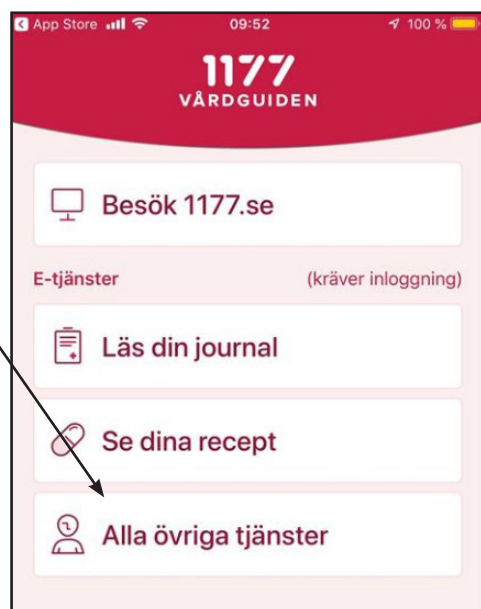 App Store 09:52 100 %
1177
VÅRDGUIDEN
Besök 1177.se
E-tjänster (kräver inloggning)
Läs din journal
Se dina recept
Alla övriga tjänster